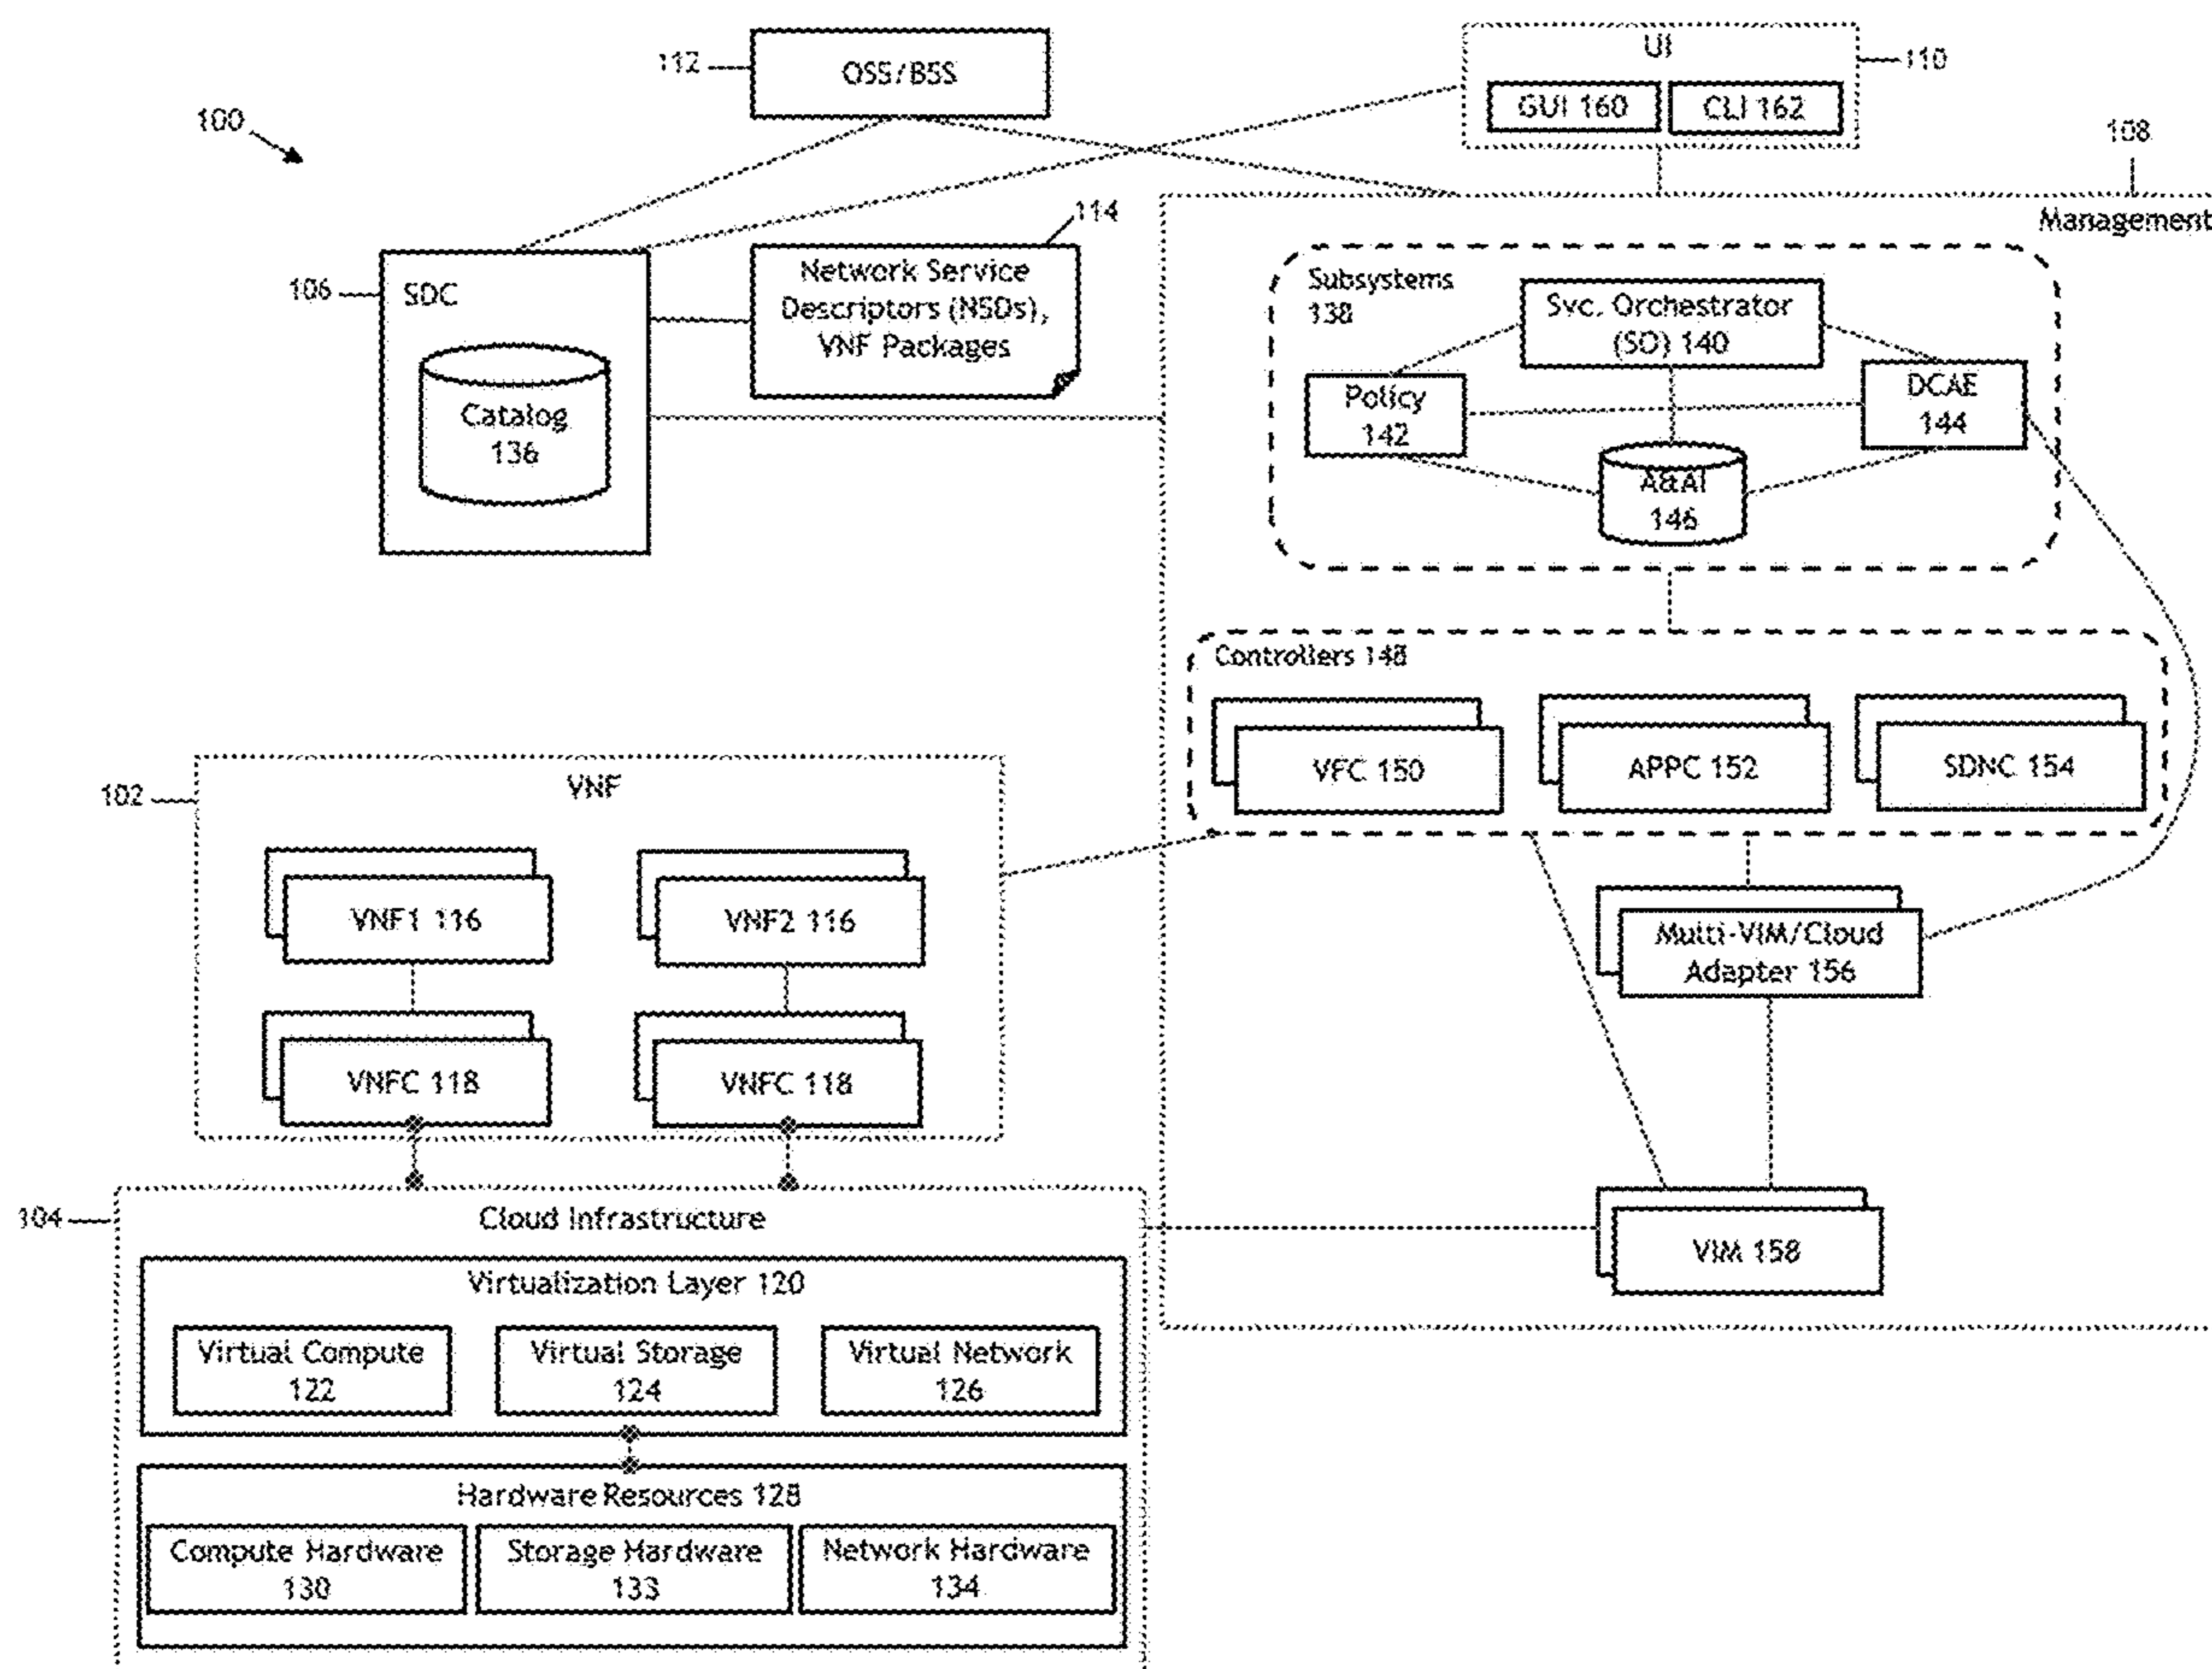 112
OSS/BSS
UI
110
GUI 160
CLI 162
100
108
Management
114
106
SDC
Network Service
Descriptors (NSDs),
VNF Packages
Catalog
136
Subsystems
138
Svc. Orchestrator
(SO) 140
Policy
142
DCAE
144
A&AI
146
Controllers 148
VFC 150
APPC 152
SDNC 154
102
VNF
VNF1 116
VNF2 116
VNFC 118
VNFC 118
Multi-VIM/Cloud
Adapter 156
VIM 158
104
Cloud Infrastructure
Virtualization Layer 120
Virtual Compute
122
Virtual Storage
124
Virtual Network
126
Hardware Resources 128
Compute Hardware
130
Storage Hardware
133
Network Hardware
134